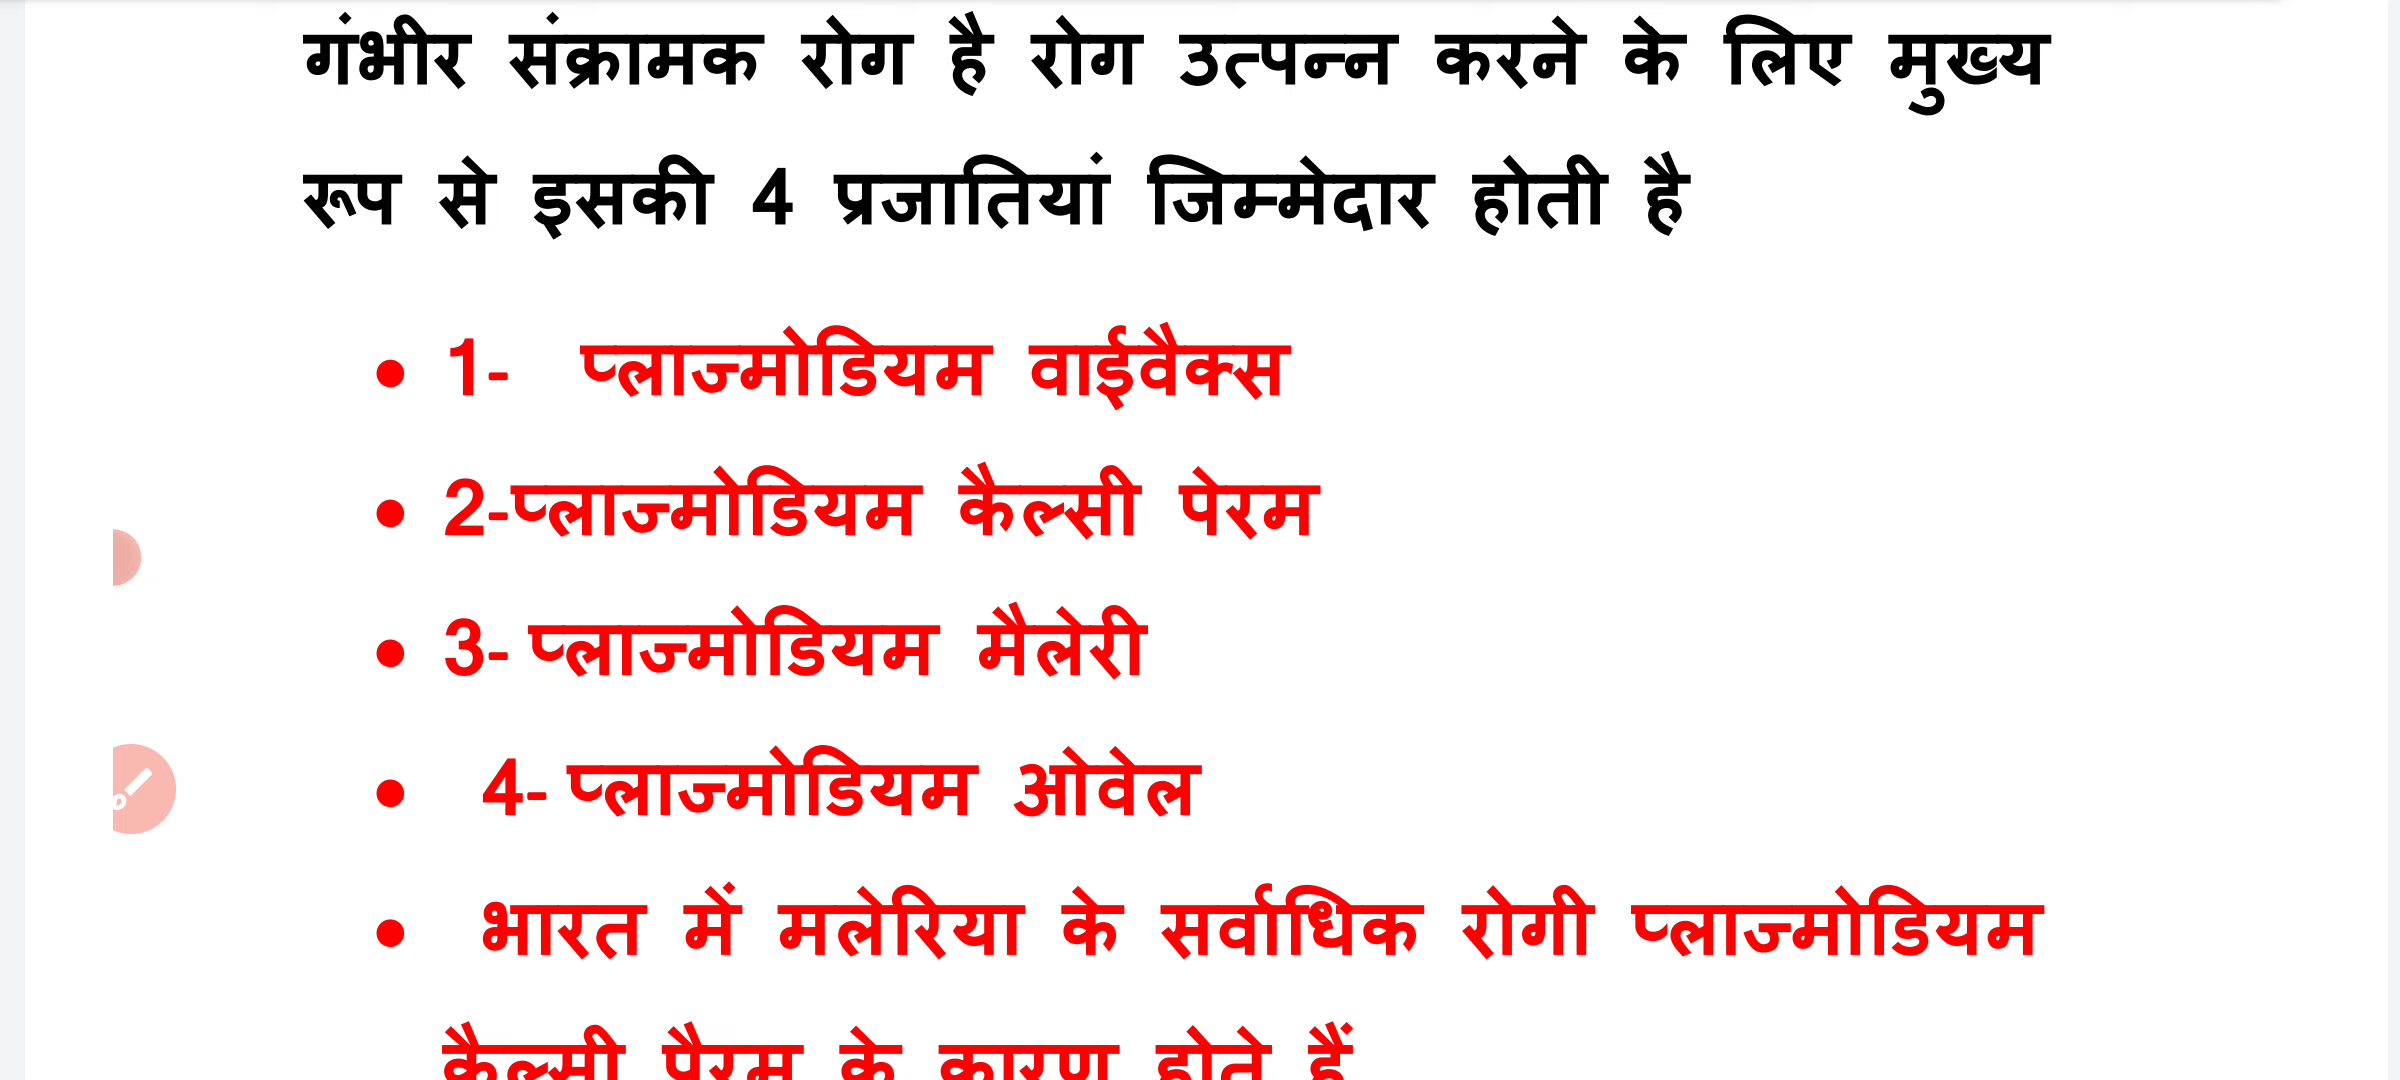 गंभीर संक्रामक रोग है रोग उत्पन्न करने के लिए मुख्य
रूप से इसकी 4 प्रजातियां जिम्मेदार होती है
• 1- प्लाज्मोडियम वाईवैक्स
• 2-प्लाज्मोडियम कैल्सी पेरम
• 3- प्लाज्मोडियम मैलेरी
• 4- प्लाज्मोडियम ओवेल
• भारत में मलेरिया के सर्वाधिक रोगी प्लाज्मोडियम
कैल्सी पैरम के कारण होते हैं